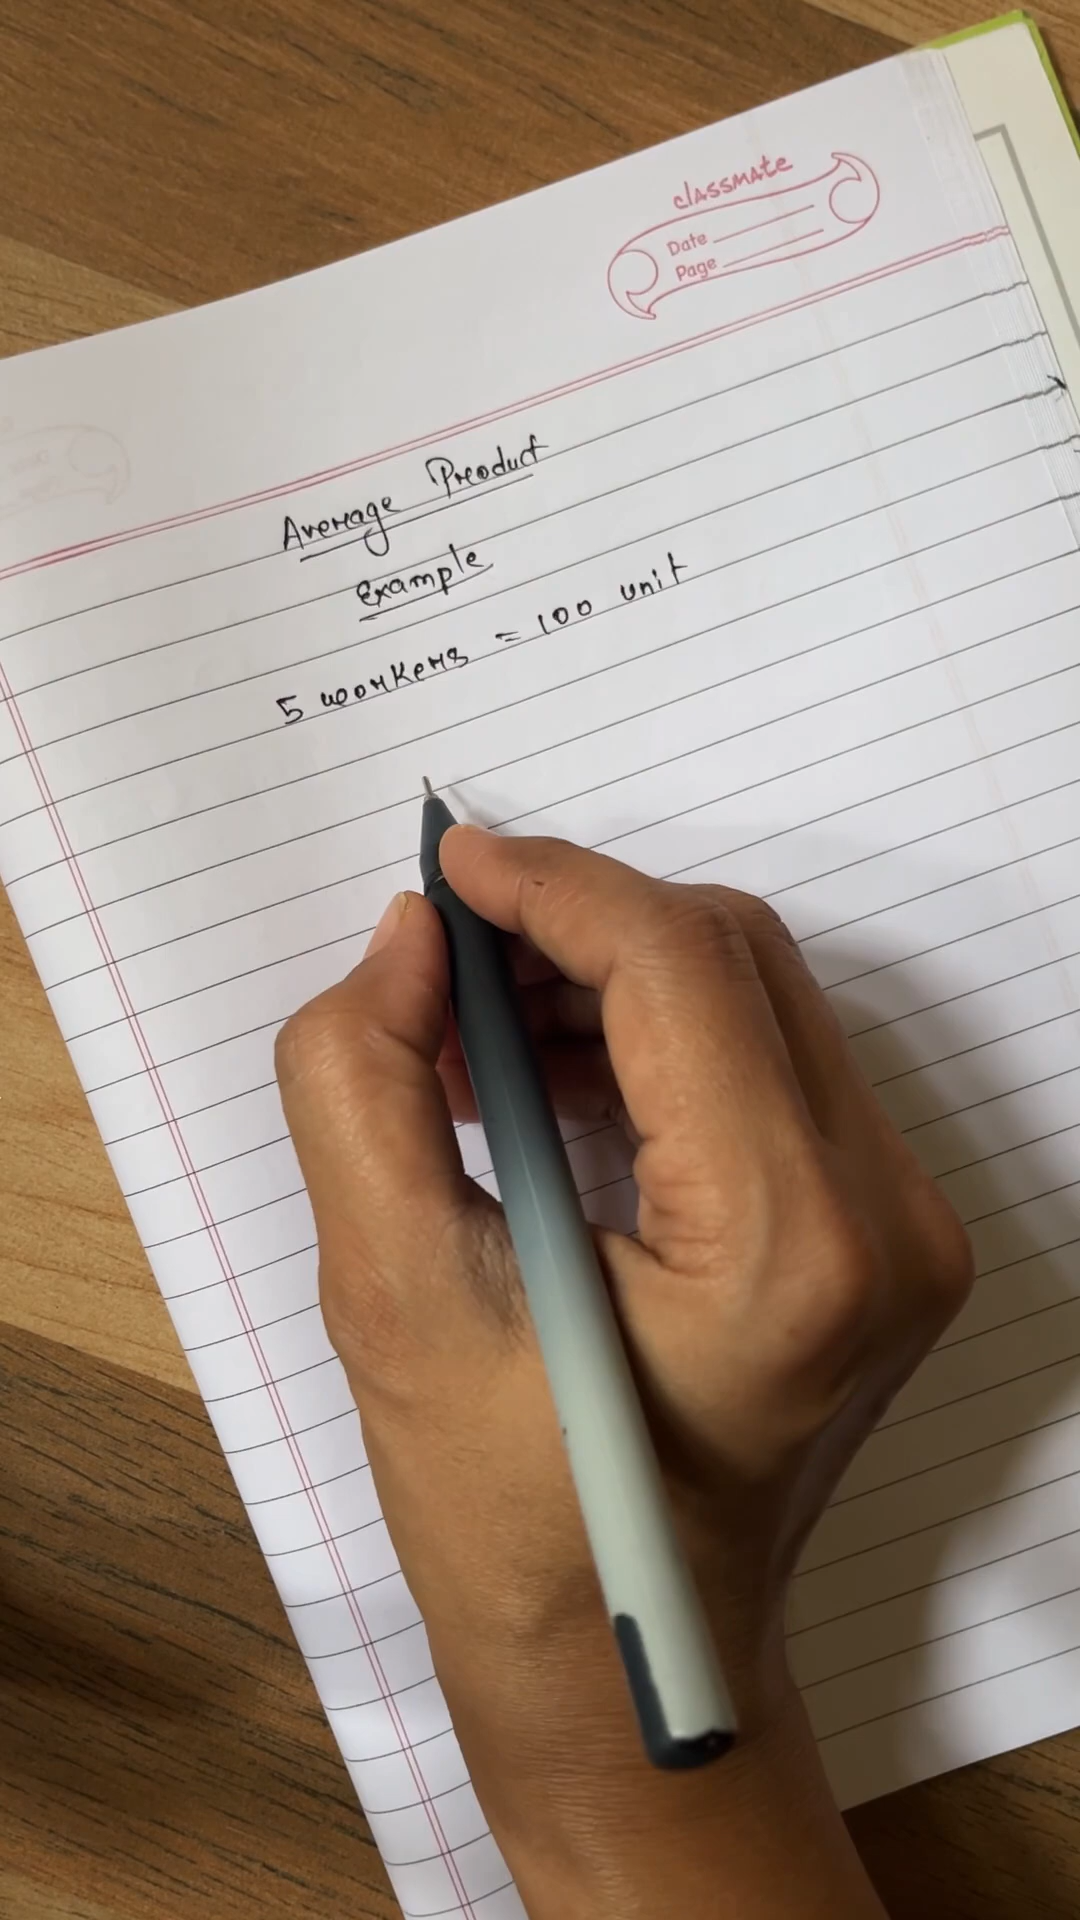 classmate
Date
Page
Average Product
Example
5 workers = 100 unit